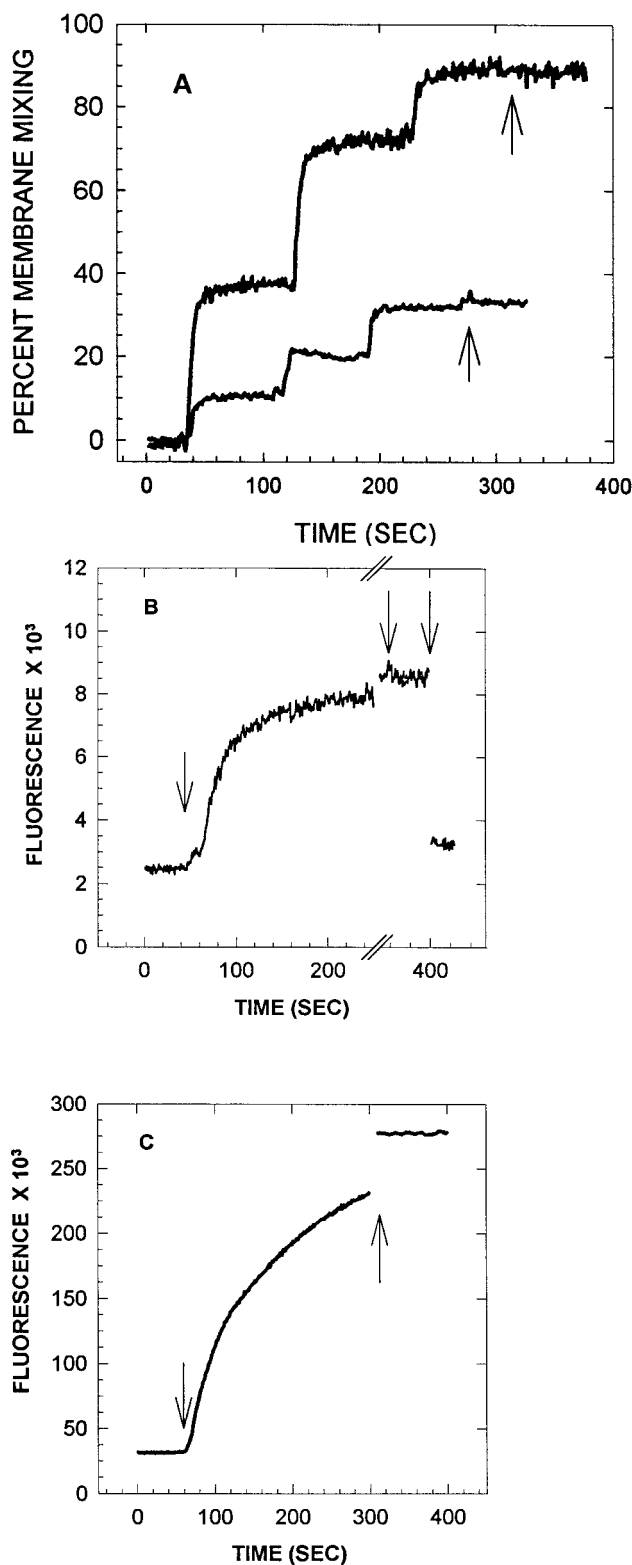 A
PERCENT MEMBRANE MIXING
100
80
60
40
20
0
0 100 200 300 400
TIME (SEC)
B
FLUORESCENCE X 10³
12
10
8
6
4
2
0
0 100 200 400
TIME (SEC)
C
FLUORESCENCE X 10³
300
250
200
150
100
50
0
0 100 200 300 400
TIME (SEC)